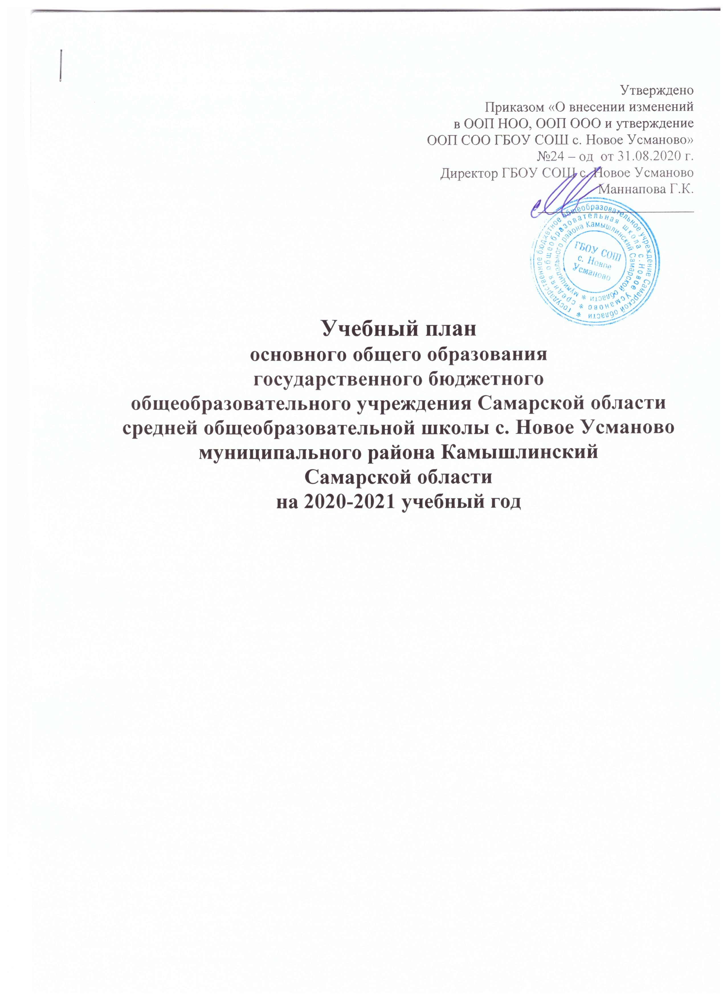 Утверждено
Приказом «О внесении изменений
в ООП НОО, ООП ООО и утверждение
ООП СОО ГБОУ СОШ с. Новое Усманово»
№24 – од от 31.08.2020 г.
Директор ГБОУ СОШ с. Новое Усманово
Маннапова Г.К.
государственное бюджетное общеобразовательное учреждение Самарской области *
средняя общеобразовательная школа с. Новое Усманово *
муниципального района Камышлинский Самарской области *
ГБОУ СОШ
с. Новое
Усманово
Учебный план
основного общего образования
государственного бюджетного
общеобразовательного учреждения Самарской области
средней общеобразовательной школы с. Новое Усманово
муниципального района Камышлинский
Самарской области
на 2020-2021 учебный год